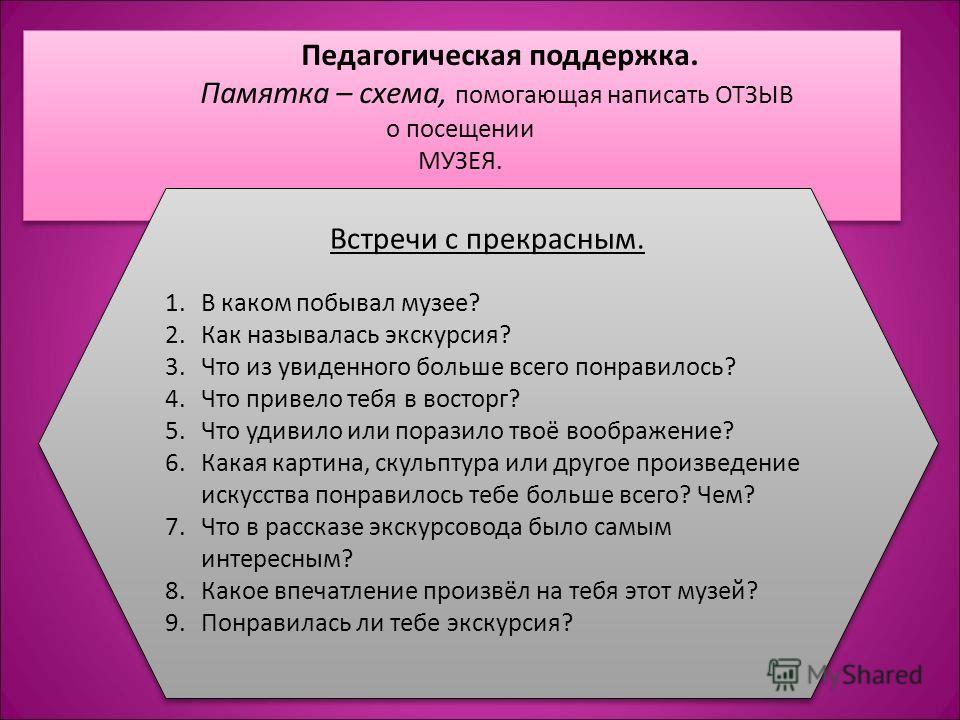 Педагогическая поддержка.
Памятка – схема, помогающая написать ОТЗЫВ
о посещении
МУЗЕЯ.
Встречи с прекрасным.
1. В каком побывал музее?
2. Как называлась экскурсия?
3. Что из увиденного больше всего понравилось?
4. Что привело тебя в восторг?
5. Что удивило или поразило твоё воображение?
6. Какая картина, скульптура или другое произведение
искусства понравилось тебе больше всего? Чем?
7. Что в рассказе экскурсовода было самым
интересным?
8. Какое впечатление произвёл на тебя этот музей?
9. Понравилась ли тебе экскурсия?
MyShared